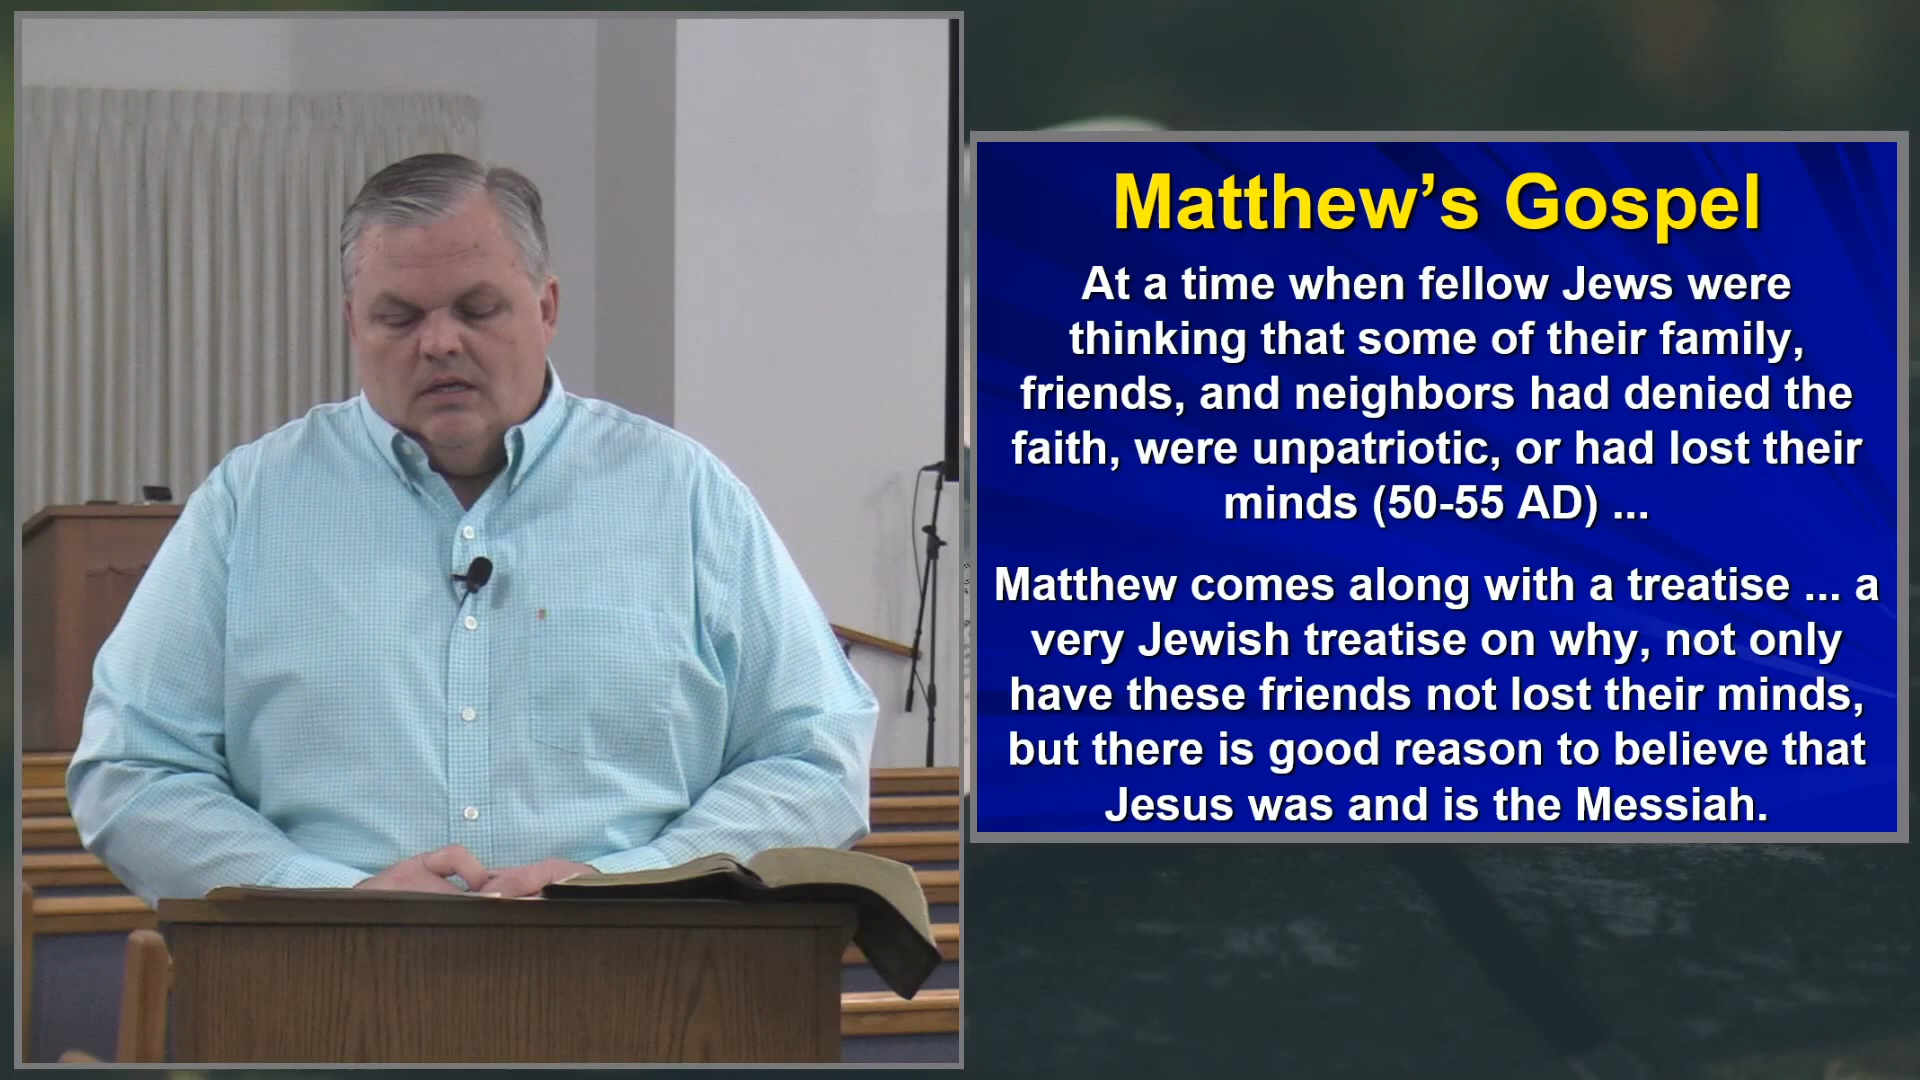 Matthew’s Gospel
At a time when fellow Jews were
thinking that some of their family,
friends, and neighbors had denied the
faith, were unpatriotic, or had lost their
minds (50-55 AD) ...
Matthew comes along with a treatise ... a
very Jewish treatise on why, not only
have these friends not lost their minds,
but there is good reason to believe that
Jesus was and is the Messiah.